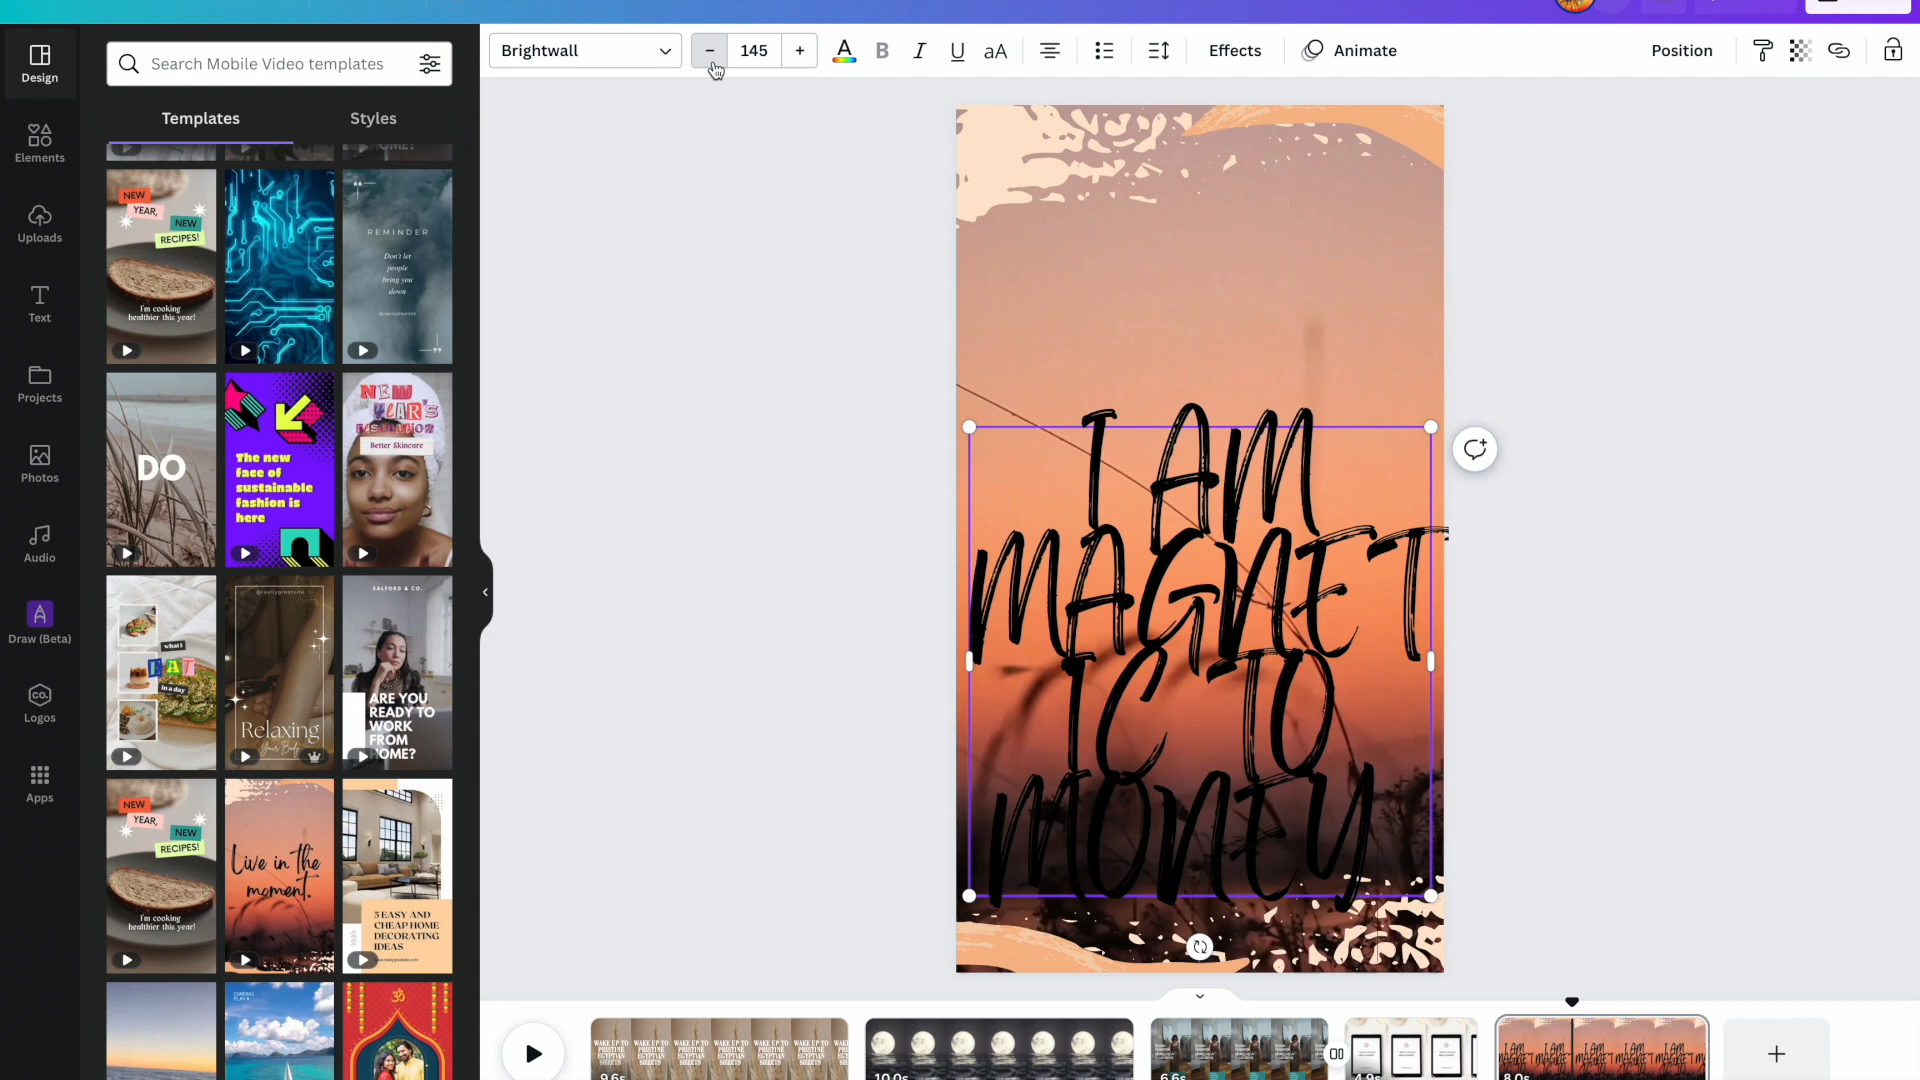 Brightwall
− 145 +
A B I U aA
Effects
Animate
Position
Design
Elements
Uploads
Text
Projects
Photos
Audio
Draw (Beta)
Logos
Apps
Search Mobile Video templates
Templates
Styles
NEW
YEAR,
NEW
RECIPES!
I'm cooking
healthier this year!
REMINDER
Don't let
people
bring you
down
DO
The new
face of
sustainable
fashion is
here
NEW
YEAR'S
RESOLUTION
Better Skincare
what I
EAT
in a day
@reallygreatsite
Relaxing
Your Body
SALFORD & CO.
ARE YOU
READY TO
WORK
FROM
HOME?
NEW
YEAR,
NEW
RECIPES!
I'm cooking
healthier this year!
Live in the
moment.
5 EASY AND
CHEAP HOME
DECORATING
IDEAS
I AM
MAGNET
IC TO
MONEY
WAKE UP TO
PRISTINE
EGYPTIAN
SHEETS
9.6s
10.0s
6.6s
4.9s
8.0s